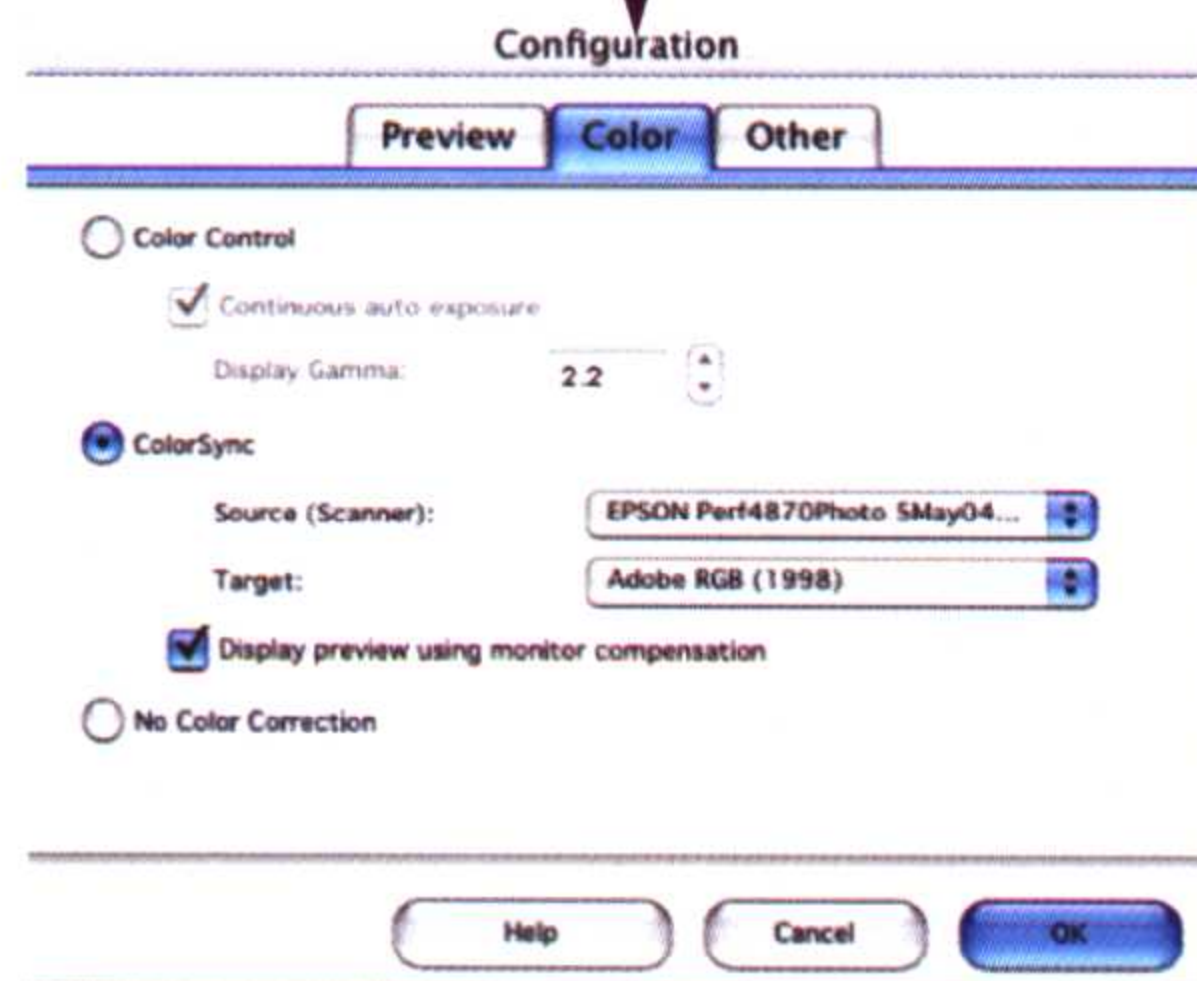 Configuration
Preview Color Other
Color Control
Continuous auto exposure
Display Gamma: 2.2
ColorSync
Source (Scanner): EPSON Perf4870Photo 5May04...
Target: Adobe RGB (1998)
Display preview using monitor compensation
No Color Correction
Help Cancel OK